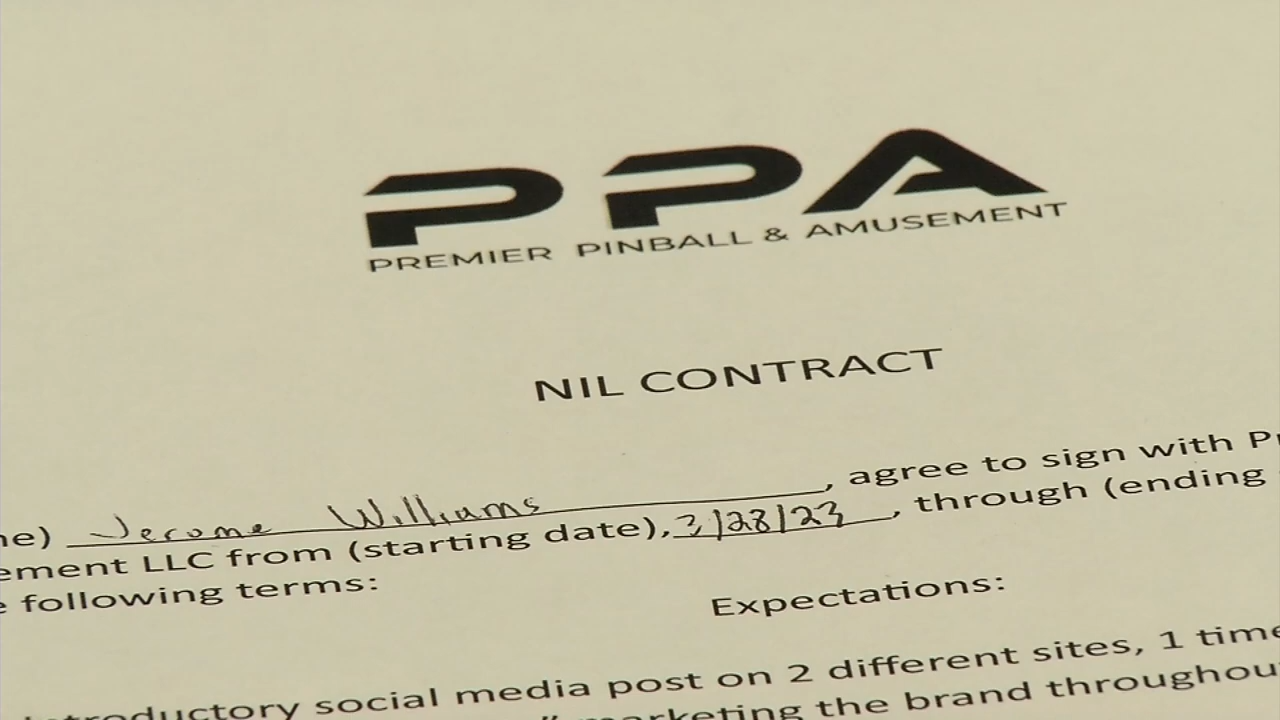 PPA
PREMIER PINBALL & AMUSEMENT
NIL CONTRACT
ne) Jerome Williams, agree to sign with Pr
ement LLC from (starting date), 3/28/23, through (ending
e following terms:
Expectations:
troductory social media post on 2 different sites, 1 time
" marketing the brand throughou